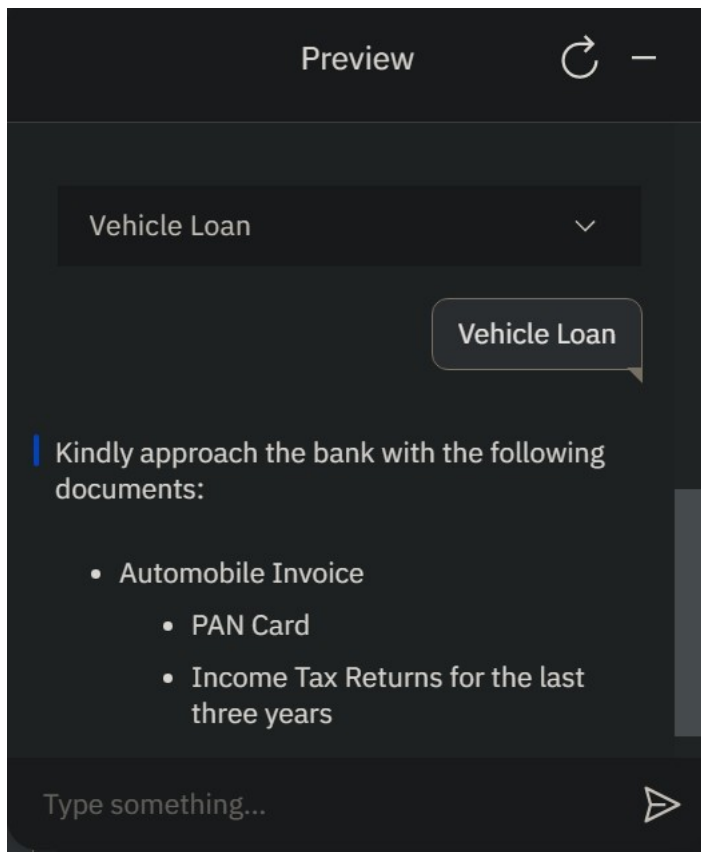 Preview
Vehicle Loan
Vehicle Loan
Kindly approach the bank with the following
documents:
• Automobile Invoice
• PAN Card
• Income Tax Returns for the last
three years
Type something...